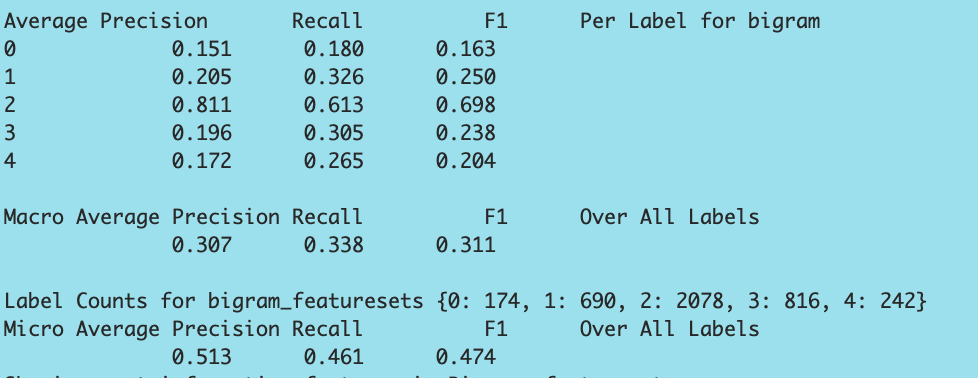 Average Precision Recall F1 Per Label for bigram
0 0.151 0.180 0.163
1 0.205 0.326 0.250
2 0.811 0.613 0.698
3 0.196 0.305 0.238
4 0.172 0.265 0.204
Macro Average Precision Recall F1 Over All Labels
0.307 0.338 0.311
Label Counts for bigram_featuresets {0: 174, 1: 690, 2: 2078, 3: 816, 4: 242}
Micro Average Precision Recall F1 Over All Labels
0.513 0.461 0.474